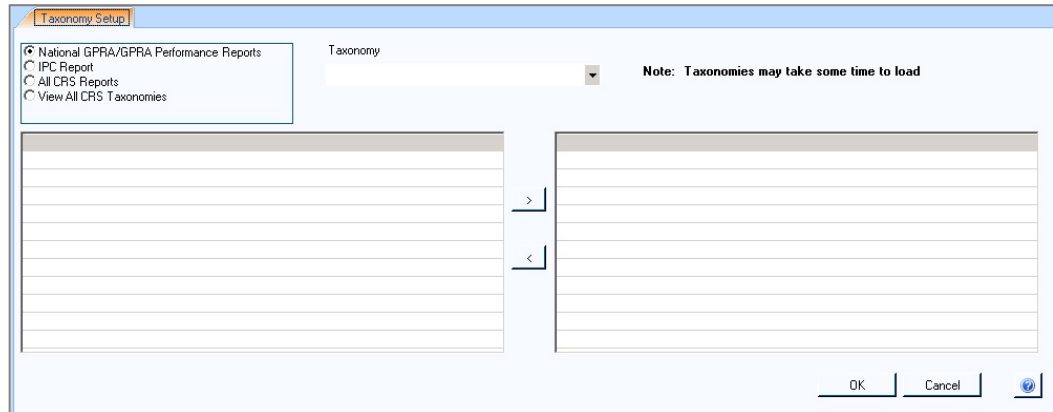 Taxonomy Setup
National GPRA/GPRA Performance Reports
IPC Report
All CRS Reports
View All CRS Taxonomies
Taxonomy
Note: Taxonomies may take some time to load
>
<
OK
Cancel
?